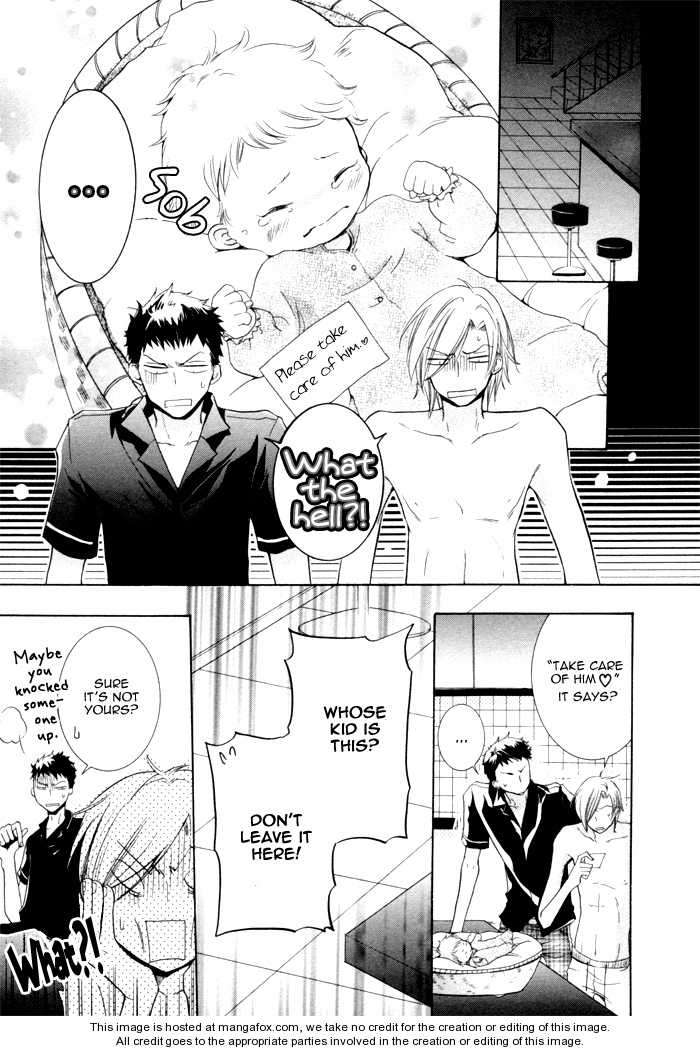 ...
SOB
Please take
care of him.♡
What
the
hell?!
"TAKE CARE
OF HIM♡"
IT SAYS?
...
WHOSE
KID IS
THIS?
DON'T
LEAVE IT
HERE!
SURE
IT'S NOT
YOURS?
Maybe
you
knocked
some-
one
up.
What?!
This image is hosted at mangafox.com, we take no credit for the creation or editing of this image.
All credit goes to the appropriate parties involved in the creation or editing of this image.